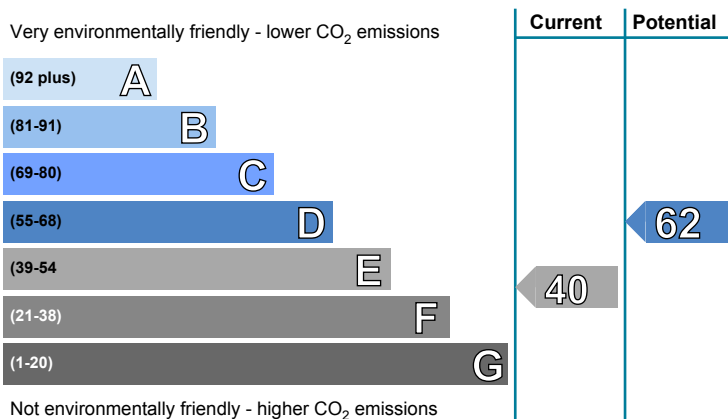 Very environmentally friendly - lower CO₂ emissions
Current
Potential
(92 plus) A
(81-91) B
(69-80) C
(55-68) D
62
(39-54 E
40
(21-38) F
(1-20) G
Not environmentally friendly - higher CO₂ emissions